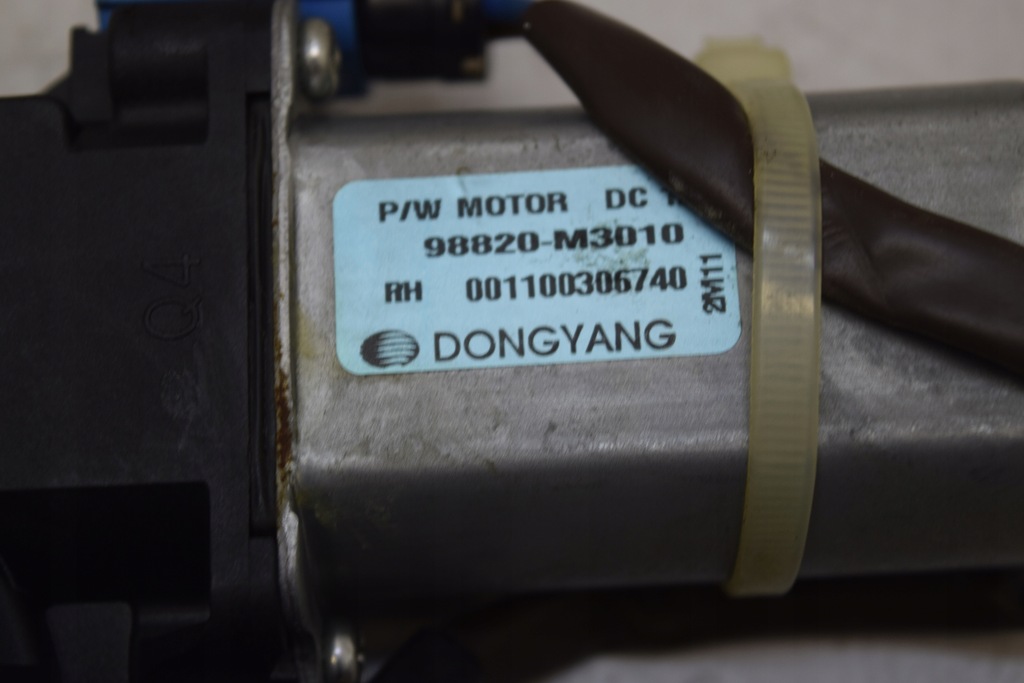 P/W MOTOR DC
98820-M3010
RH 001100306740
2M11
DONGYANG
Q4